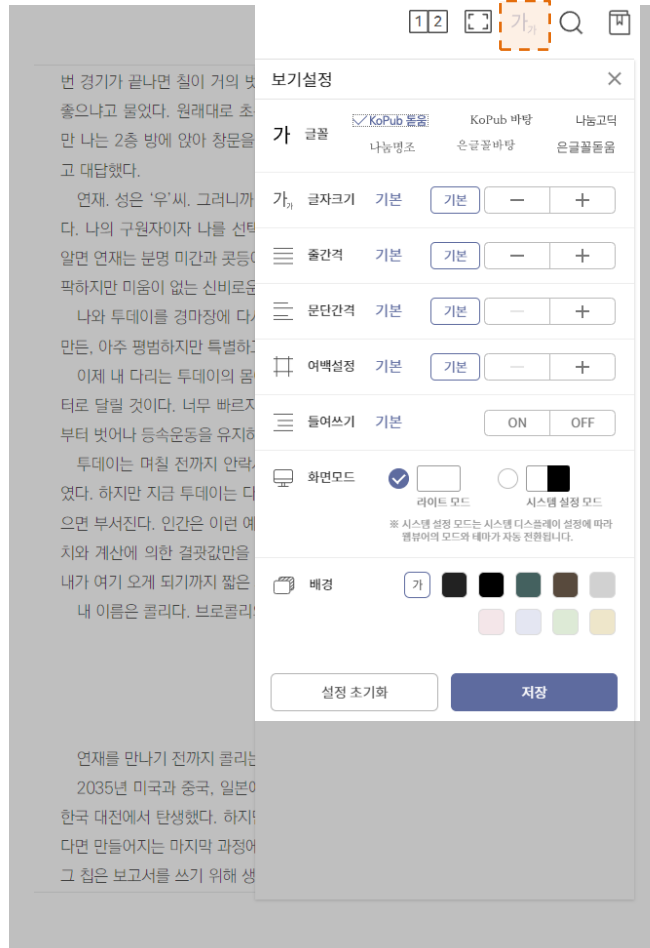 1 2 가가
보기설정
번 경기가 끝나면 칠이 거의 벗
좋으냐고 물었다. 원래대로 초
만 나는 2층 방에 앉아 창문을
고 대답했다.
연재. 성은 ‘우’씨. 그러니까
다. 나의 구원자이자 나를 선택
알면 연재는 분명 미간과 콧등
팍하지만 미움이 없는 신비로운
나와 투데이를 경마장에 다시
만든, 아주 평범하지만 특별하
이제 내 다리는 투데이의 몸
터로 달릴 것이다. 너무 빠르지
부터 벗어나 등속운동을 유지하
투데이는 며칠 전까지 안락사
였다. 하지만 지금 투데이는 다
으면 부서진다. 인간은 이런 예
치와 계산에 의한 결괏값만을
내가 여기 오게 되기까지 짧은
내 이름은 콜리다. 브로콜리의
연재를 만나기 전까지 콜리는
2035년 미국과 중국, 일본에
한국 대전에서 탄생했다. 하지만
다면 만들어지는 마지막 과정에
그 칩은 보고서를 쓰기 위해 생
가 글꼴 KoPub 돋움 KoPub 바탕 나눔고딕
나눔명조 은글꼴바탕 은글꼴돋움
가가 글자크기 기본 기본 — +
줄간격 기본 기본 — +
문단간격 기본 기본 — +
여백설정 기본 기본 — +
들여쓰기 기본 ON OFF
화면모드
라이트 모드 시스템 설정 모드
※ 시스템 설정 모드는 시스템 디스플레이 설정에 따라
웹뷰어의 모드와 테마가 자동 전환됩니다.
배경 가
설정 초기화 저장